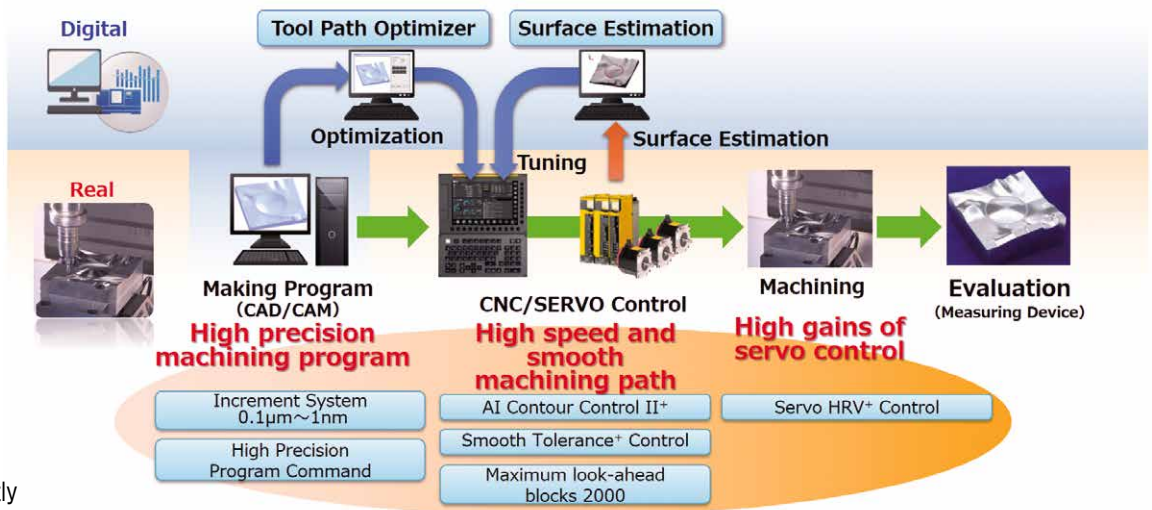 Digital
Tool Path Optimizer
Surface Estimation
Optimization
Tuning
Surface Estimation
Real
Making Program
(CAD/CAM)
High precision
machining program
CNC/SERVO Control
High speed and
smooth
machining path
Machining
High gains of
servo control
Evaluation
(Measuring Device)
Increment System
0.1μm～1nm
High Precision
Program Command
AI Contour Control II⁺
Smooth Tolerance⁺ Control
Maximum look-ahead
blocks 2000
Servo HRV⁺ Control